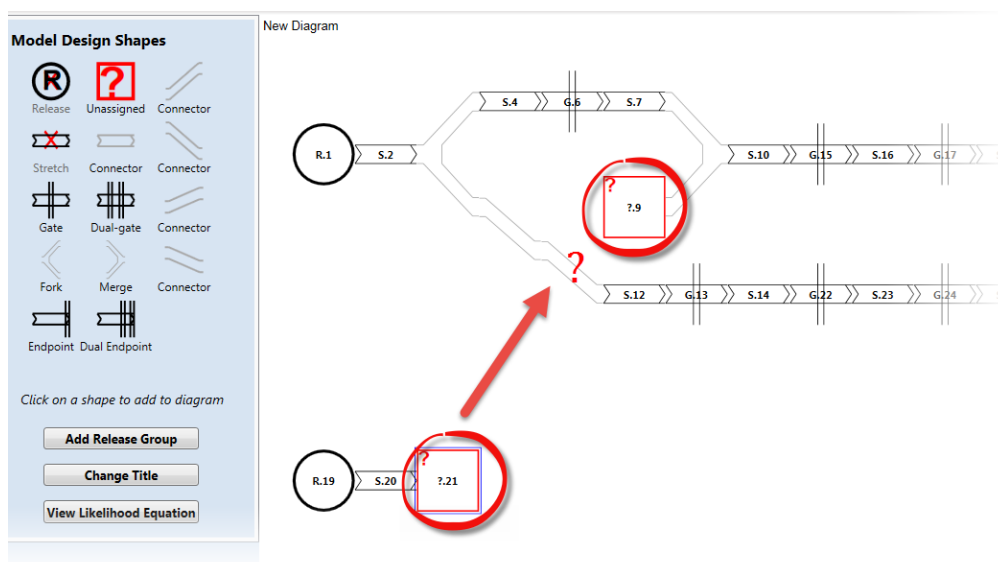 New Diagram
Model Design Shapes
R ?
Release Unassigned Connector
Stretch Connector Connector
Gate Dual-gate Connector
Fork Merge Connector
Endpoint Dual Endpoint
Click on a shape to add to diagram
Add Release Group
Change Title
View Likelihood Equation
S.4 G.6 S.7
R.1 S.2 S.10 G.15 S.16 G.17
?
?.9
?
S.12 G.13 S.14 G.22 S.23 G.24
?
R.19 S.20 ?.21